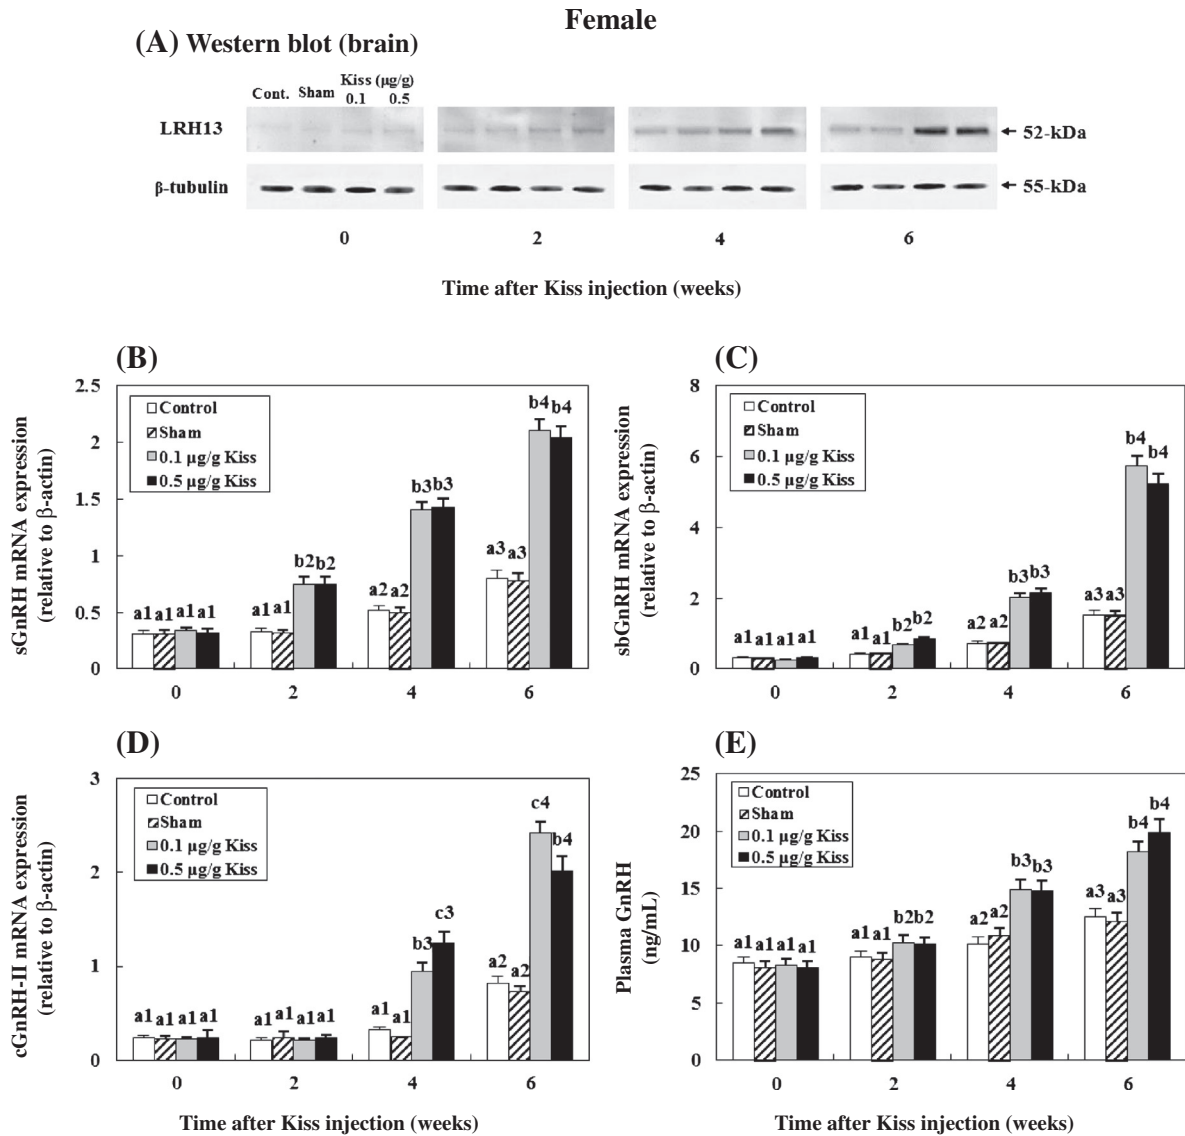 Female
(A) Western blot (brain)
Cont. Sham Kiss (µg/g)
0.1 0.5
LRH13
52-kDa
β-tubulin
55-kDa
0 2 4 6
Time after Kiss injection (weeks)
(B)
sGnRH mRNA expression
(relative to β-actin)
2.5
2
1.5
1
0.5
0
Control
Sham
0.1 µg/g Kiss
0.5 µg/g Kiss
a1 a1 a1 a1
a1 a1 b2 b2
a2 a2 b3 b3
a3 a3 b4 b4
0 2 4 6
(C)
sbGnRH mRNA expression
(relative to β-actin)
8
6
4
2
0
Control
Sham
0.1 µg/g Kiss
0.5 µg/g Kiss
a1 a1 a1 a1
a1 a1 b2 b2
a2 a2 b3 b3
a3 a3 b4 b4
0 2 4 6
(D)
cGnRH-II mRNA expression
(relative to β-actin)
3
2
1
0
Control
Sham
0.1 µg/g Kiss
0.5 µg/g Kiss
a1 a1 a1 a1
a1 a1 a1 a1
a1 a1 b3 c3
a2 a2 c4 b4
0 2 4 6
Time after Kiss injection (weeks)
(E)
Plasma GnRH
(ng/mL)
25
20
15
10
5
0
Control
Sham
0.1 µg/g Kiss
0.5 µg/g Kiss
a1 a1 a1 a1
a1 a1 b2 b2
a2 a2 b3 b3
a3 a3 b4 b4
0 2 4 6
Time after Kiss injection (weeks)